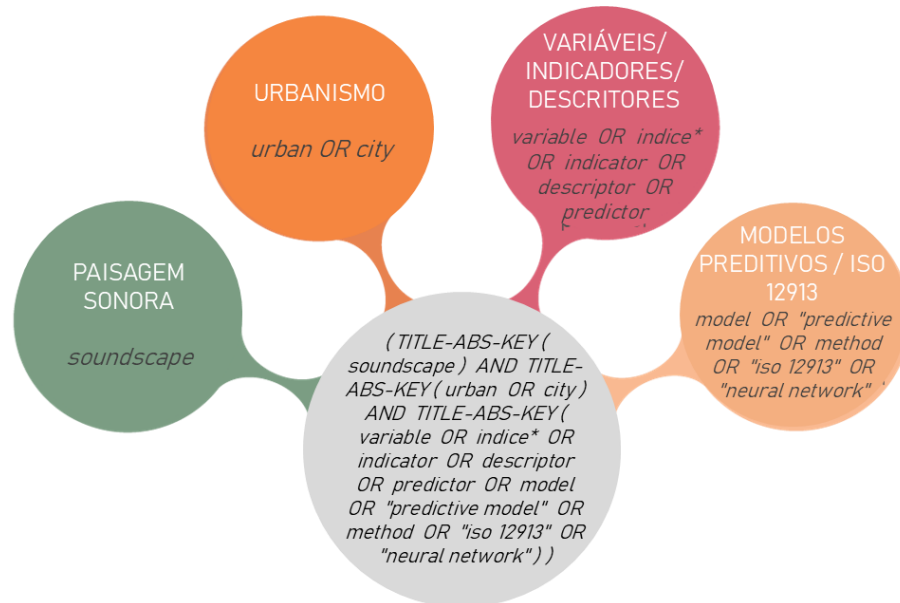 PAISAGEM
SONORA
soundscape
URBANISMO
urban OR city
VARIÁVEIS/
INDICADORES/
DESCRITORES
variable OR indice*
OR indicator OR
descriptor OR
predictor
MODELOS
PREDITIVOS / ISO
12913
model OR "predictive
model" OR method
OR "iso 12913" OR
"neural network"
( TITLE-ABS-KEY (
soundscape ) AND TITLE-
ABS-KEY ( urban OR city )
AND TITLE-ABS-KEY (
variable OR indice* OR
indicator OR descriptor
OR predictor OR model
OR "predictive model" OR
method OR "iso 12913" OR
"neural network" ) )